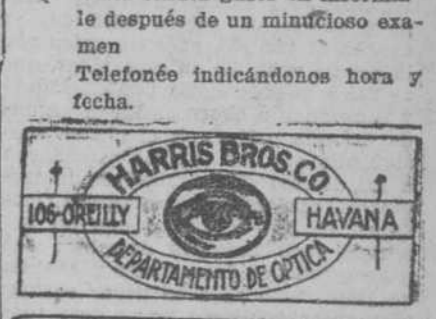 le después de un minucioso exa-
men
Telefonée indicándonos hora y
fecha.
HARRIS BROS. CO.
106-OREILLY
HAVANA
DEPARTAMENTO DE OPTICA